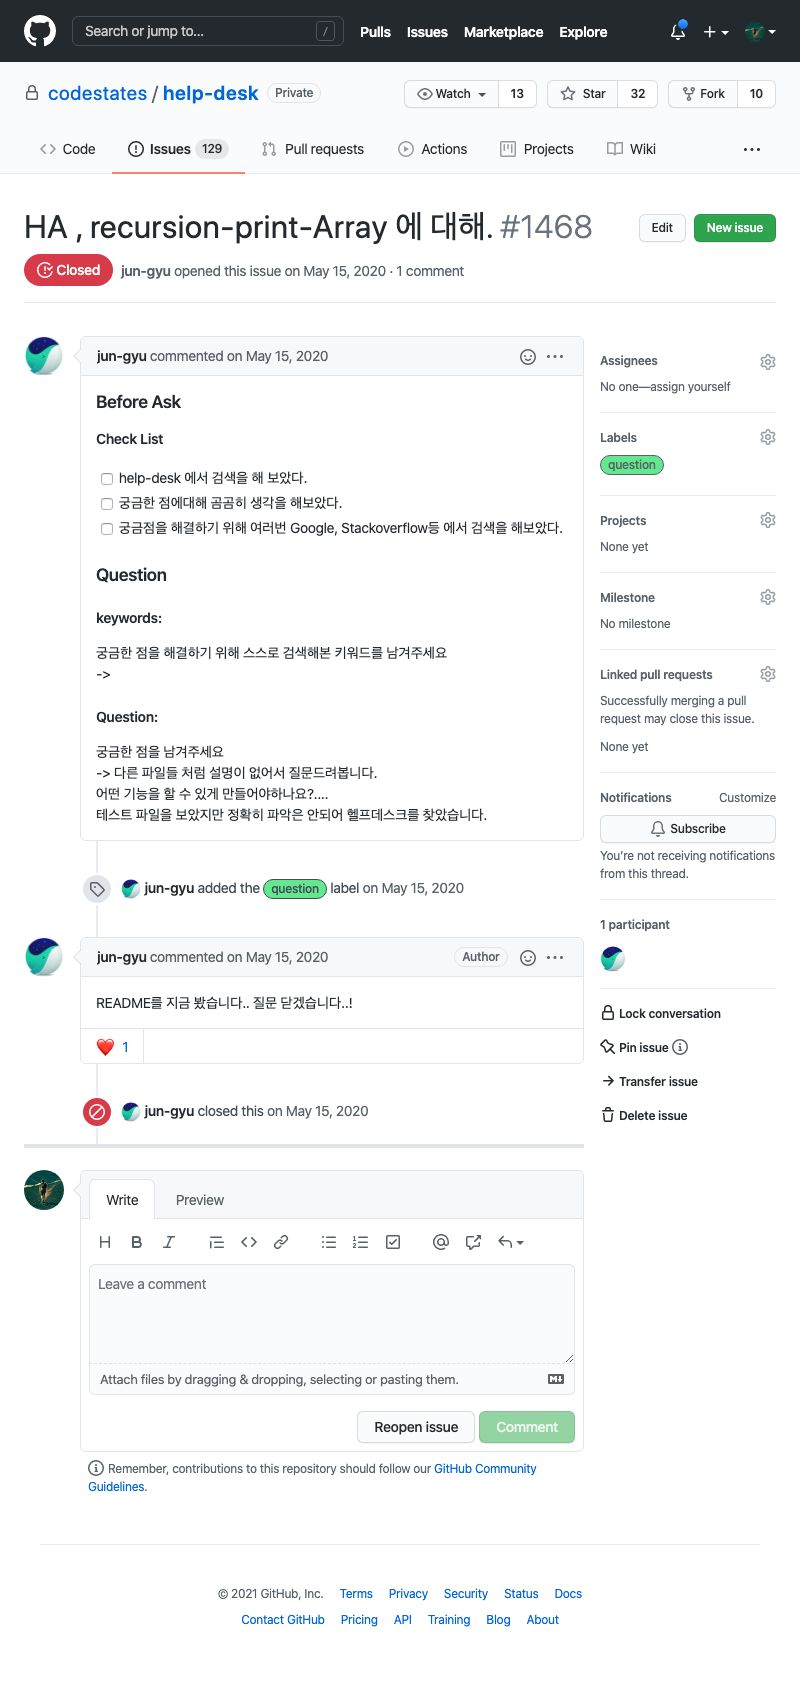 Search or jump to... /
Pulls Issues Marketplace Explore
codestates / help-desk Private
Watch 13 Star 32 Fork 10
Code Issues 129 Pull requests Actions Projects Wiki
HA , recursion-print-Array 에 대해. #1468
Edit New issue
Closed jun-gyu opened this issue on May 15, 2020 · 1 comment
jun-gyu commented on May 15, 2020
Before Ask
Check List
help-desk 에서 검색을 해 보았다.
궁금한 점에대해 곰곰히 생각을 해보았다.
궁금점을 해결하기 위해 여러번 Google, Stackoverflow등 에서 검색을 해보았다.
Question
keywords:
궁금한 점을 해결하기 위해 스스로 검색해본 키워드를 남겨주세요
->
Question:
궁금한 점을 남겨주세요
-> 다른 파일들 처럼 설명이 없어서 질문드려봅니다.
어떤 기능을 할 수 있게 만들어야하나요?....
테스트 파일을 보았지만 정확히 파악은 안되어 헬프데스크를 찾았습니다.
jun-gyu added the question label on May 15, 2020
jun-gyu commented on May 15, 2020 Author
README를 지금 봤습니다.. 질문 닫겠습니다..!
1
jun-gyu closed this on May 15, 2020
Assignees
No one—assign yourself
Labels
question
Projects
None yet
Milestone
No milestone
Linked pull requests
Successfully merging a pull
request may close this issue.
None yet
Notifications Customize
Subscribe
You're not receiving notifications
from this thread.
1 participant
Lock conversation
Pin issue
Transfer issue
Delete issue
Write Preview
Leave a comment
Attach files by dragging & dropping, selecting or pasting them.
Reopen issue Comment
Remember, contributions to this repository should follow our GitHub Community
Guidelines.
© 2021 GitHub, Inc. Terms Privacy Security Status Docs
Contact GitHub Pricing API Training Blog About